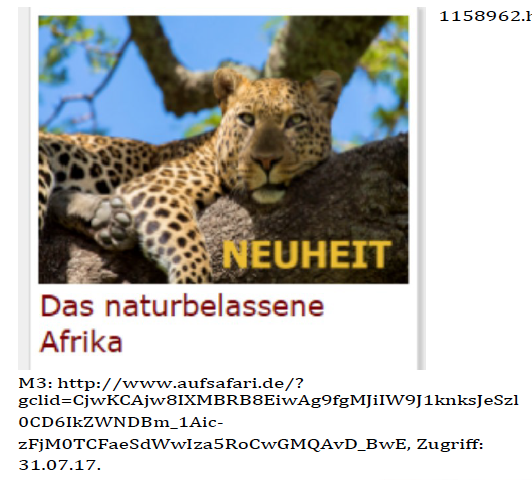 1158962.h
NEUHEIT
Das naturbelassene
Afrika
M3: http://www.aufsafari.de/?
gclid=CjwKCAjw8IXMBRB8EiwAg9fgMJiIW9J1knksJeSzl
0CD6IkZWNDBm_1Aic-
zFjM0TCFaeSdWwIza5RoCwGMQAvD_BwE, Zugriff:
31.07.17.